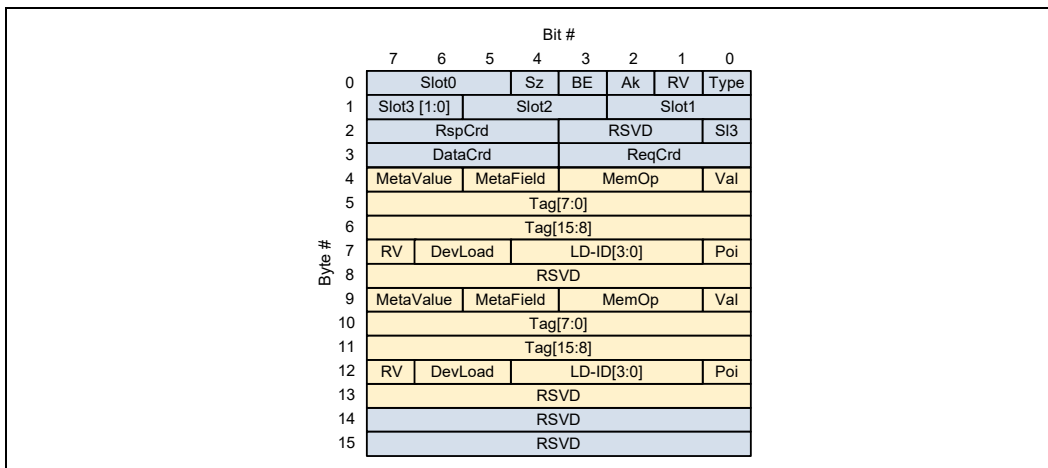 Bit #
7 6 5 4 3 2 1 0
0 Slot0 Sz BE Ak RV Type
1 Slot3 [1:0] Slot2 Slot1
2 RspCrd RSVD Sl3
3 DataCrd ReqCrd
4 MetaValue MetaField MemOp Val
5 Tag[7:0]
6 Tag[15:8]
7 RV DevLoad LD-ID[3:0] Poi
8 RSVD
9 MetaValue MetaField MemOp Val
10 Tag[7:0]
11 Tag[15:8]
12 RV DevLoad LD-ID[3:0] Poi
13 RSVD
14 RSVD
15 RSVD
Byte #